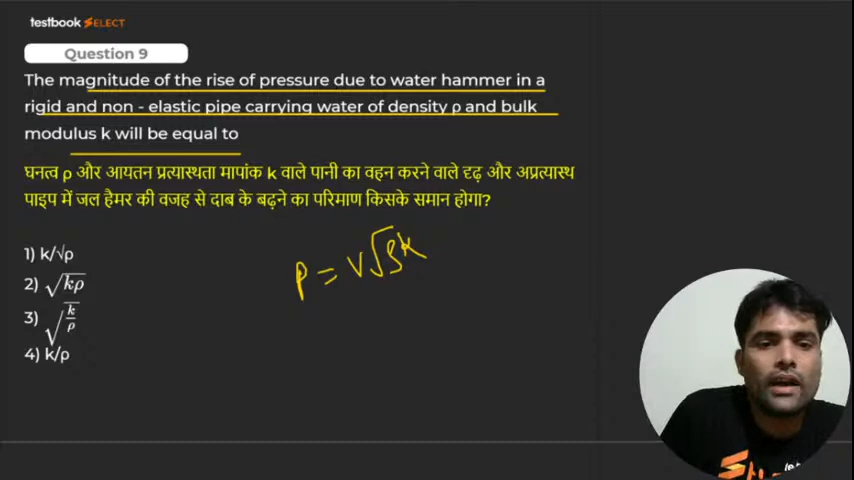 testbook SELECT
Question 9
The magnitude of the rise of pressure due to water hammer in a
rigid and non - elastic pipe carrying water of density ρ and bulk
modulus k will be equal to
घनत्व ρ और आयतन प्रत्यास्थता मापांक k वाले पानी का वहन करने वाले दृढ़ और अप्रत्यास्थ
पाइप में जल हैमर की वजह से दाब के बढ़ने का परिमाण किसके समान होगा?
1) k/√ρ
2) √kρ
P = V√ρk
3) √k/ρ
4) k/ρ